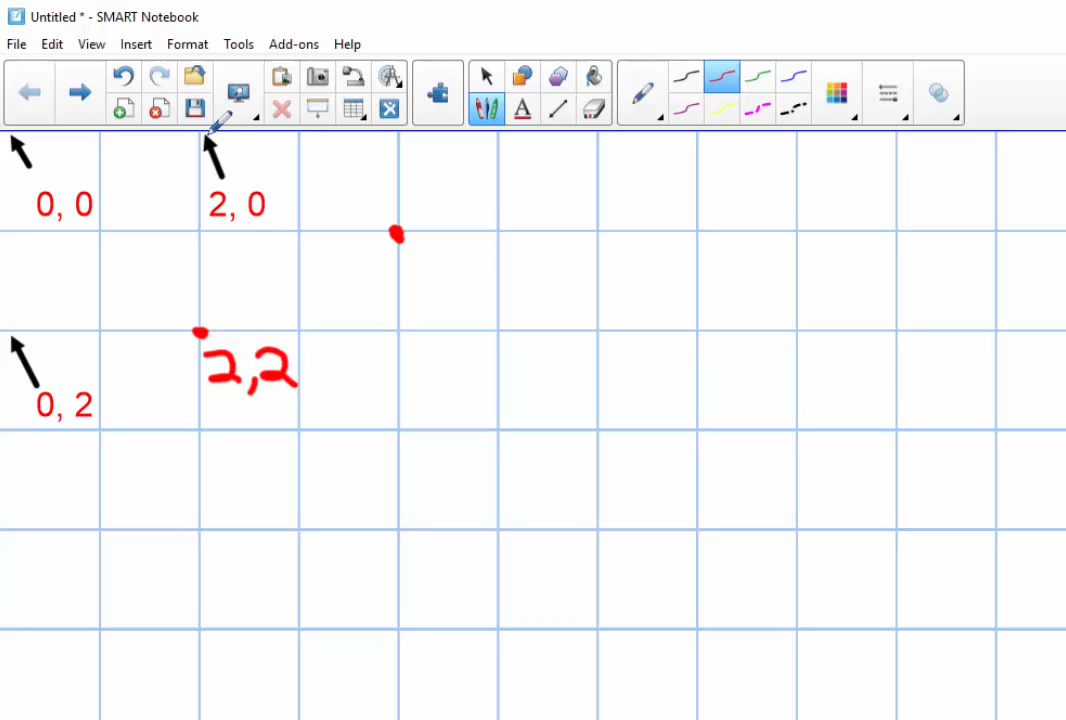 Untitled * - SMART Notebook
File Edit View Insert Format Tools Add-ons Help
A
0, 0 2, 0
2,2
0, 2